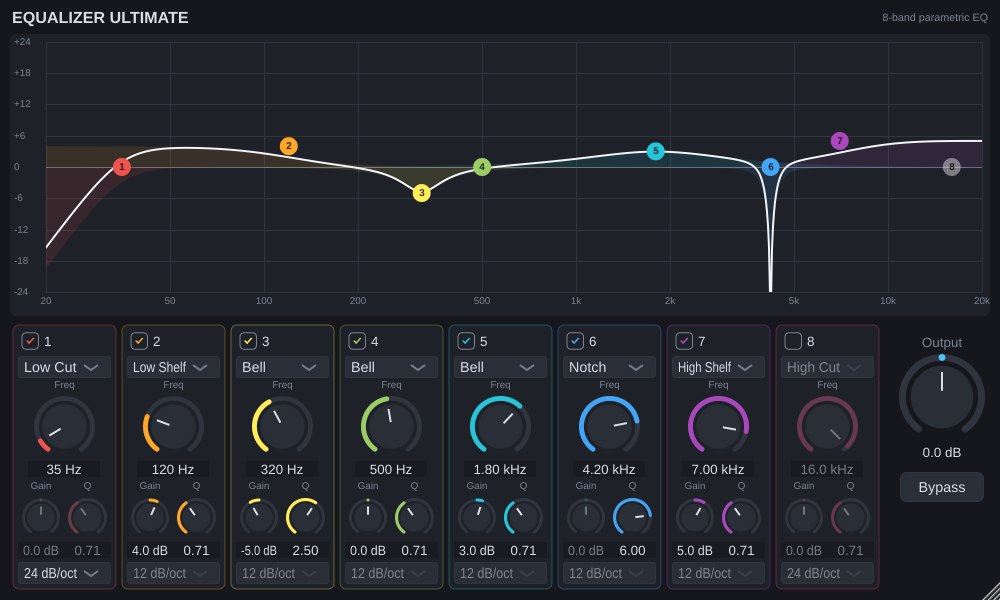 EQUALIZER ULTIMATE
8-band parametric EQ
+24
+18
+12
+6
0
-6
-12
-18
-24
1
2
3
4
5
6
7
8
20
50
100
200
500
1k
2k
5k
10k
20k
1
2
3
4
5
6
7
8
Low Cut
Low Shelf
Bell
Bell
Bell
Notch
High Shelf
High Cut
Freq
Freq
Freq
Freq
Freq
Freq
Freq
Freq
35 Hz
120 Hz
320 Hz
500 Hz
1.80 kHz
4.20 kHz
7.00 kHz
16.0 kHz
Gain Q
Gain Q
Gain Q
Gain Q
Gain Q
Gain Q
Gain Q
Gain Q
0.0 dB 0.71
4.0 dB 0.71
-5.0 dB 2.50
0.0 dB 0.71
3.0 dB 0.71
0.0 dB 6.00
5.0 dB 0.71
0.0 dB 0.71
24 dB/oct
12 dB/oct
12 dB/oct
12 dB/oct
12 dB/oct
12 dB/oct
12 dB/oct
24 dB/oct
Output
0.0 dB
Bypass